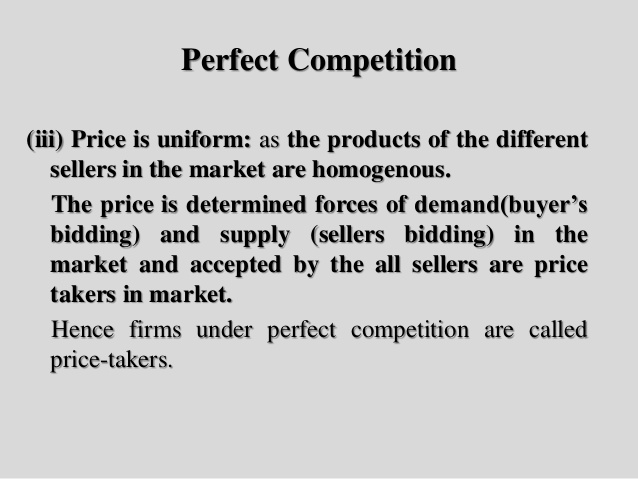 Perfect Competition
(iii) Price is uniform: as the products of the different
sellers in the market are homogenous.
The price is determined forces of demand(buyer’s
bidding) and supply (sellers bidding) in the
market and accepted by the all sellers are price
takers in market.
Hence firms under perfect competition are called
price-takers.